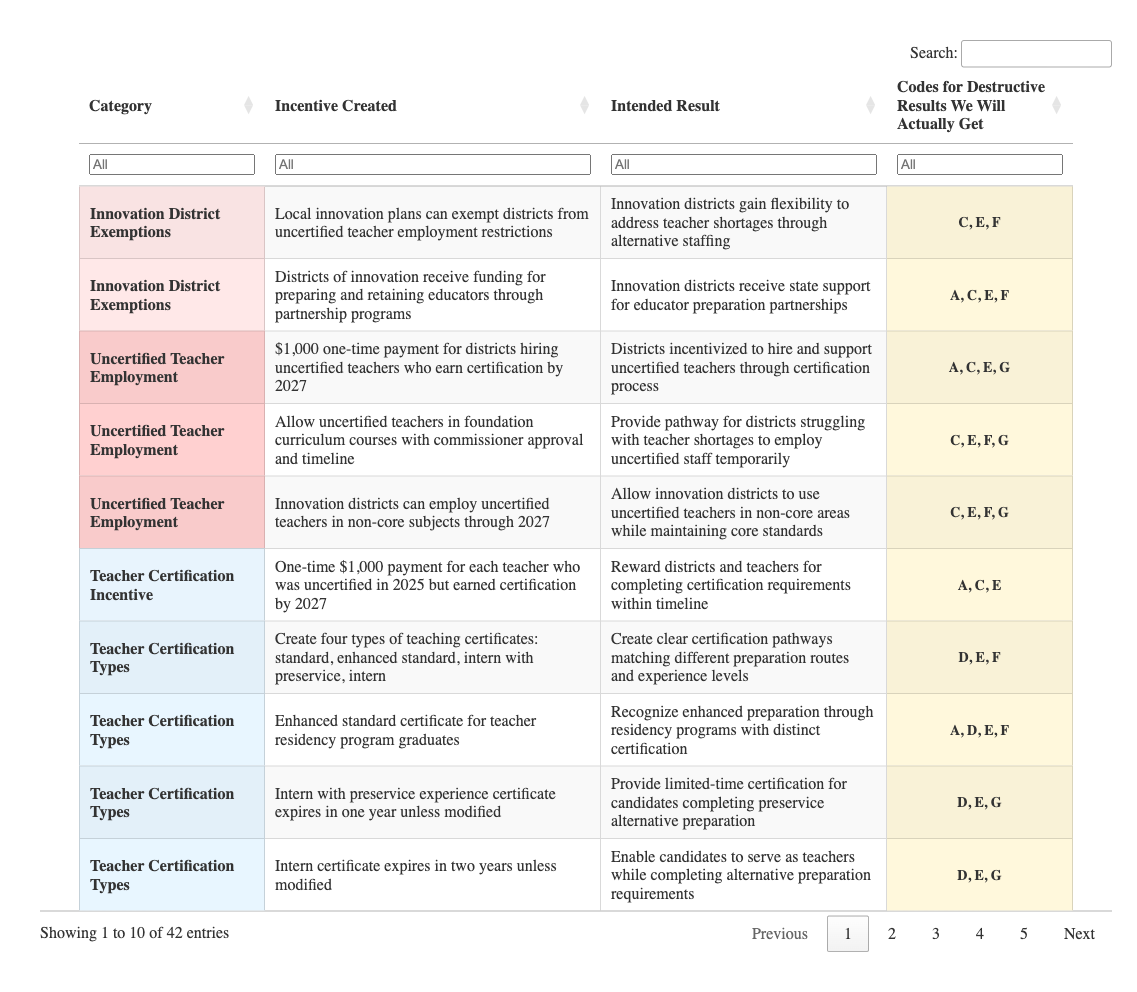 Search:
Category
Incentive Created
Intended Result
Codes for Destructive
Results We Will
Actually Get
All
All
All
All
Innovation District
Exemptions
Local innovation plans can exempt districts from
uncertified teacher employment restrictions
Innovation districts gain flexibility to
address teacher shortages through
alternative staffing
C, E, F
Innovation District
Exemptions
Districts of innovation receive funding for
preparing and retaining educators through
partnership programs
Innovation districts receive state support
for educator preparation partnerships
A, C, E, F
Uncertified Teacher
Employment
$1,000 one-time payment for districts hiring
uncertified teachers who earn certification by
2027
Districts incentivized to hire and support
uncertified teachers through certification
process
A, C, E, G
Uncertified Teacher
Employment
Allow uncertified teachers in foundation
curriculum courses with commissioner approval
and timeline
Provide pathway for districts struggling
with teacher shortages to employ
uncertified staff temporarily
C, E, F, G
Uncertified Teacher
Employment
Innovation districts can employ uncertified
teachers in non-core subjects through 2027
Allow innovation districts to use
uncertified teachers in non-core areas
while maintaining core standards
C, E, F, G
Teacher Certification
Incentive
One-time $1,000 payment for each teacher who
was uncertified in 2025 but earned certification
by 2027
Reward districts and teachers for
completing certification requirements
within timeline
A, C, E
Teacher Certification
Types
Create four types of teaching certificates:
standard, enhanced standard, intern with
preservice, intern
Create clear certification pathways
matching different preparation routes
and experience levels
D, E, F
Teacher Certification
Types
Enhanced standard certificate for teacher
residency program graduates
Recognize enhanced preparation through
residency programs with distinct
certification
A, D, E, F
Teacher Certification
Types
Intern with preservice experience certificate
expires in one year unless modified
Provide limited-time certification for
candidates completing preservice
alternative preparation
D, E, G
Teacher Certification
Types
Intern certificate expires in two years unless
modified
Enable candidates to serve as teachers
while completing alternative preparation
requirements
D, E, G
Showing 1 to 10 of 42 entries
Previous 1 2 3 4 5 Next